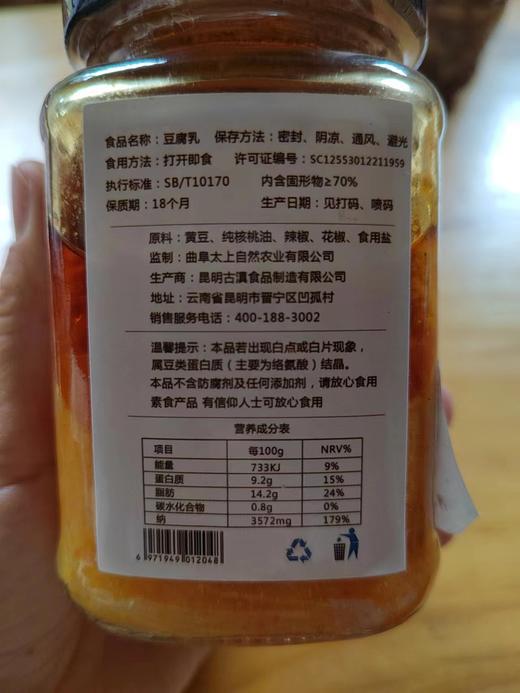 食品名称：豆腐乳 保存方法：密封、阴凉、通风、避光
食用方法：打开即食 许可证编号：SC12553012211959
执行标准：SB/T10170 内含固形物≥70%
保质期：18个月 生产日期：见打码、喷码
原料：黄豆、纯核桃油、辣椒、花椒、食用盐
监制：曲阜太上自然农业有限公司
生产商：昆明古滇食品制造有限公司
地址：云南省昆明市晋宁区凹孤村
销售服务电话：400-188-3002
温馨提示：本品若出现白点或白片现象，
属豆类蛋白质（主要为络氨酸）结晶。
本品不含防腐剂及任何添加剂，请放心食用
素食产品 有信仰人士可放心食用
营养成分表
项目 每100g NRV%
能量 733KJ 9%
蛋白质 9.2g 15%
脂肪 14.2g 24%
碳水化合物 0.8g 0%
钠 3572mg 179%
6 971949 012048